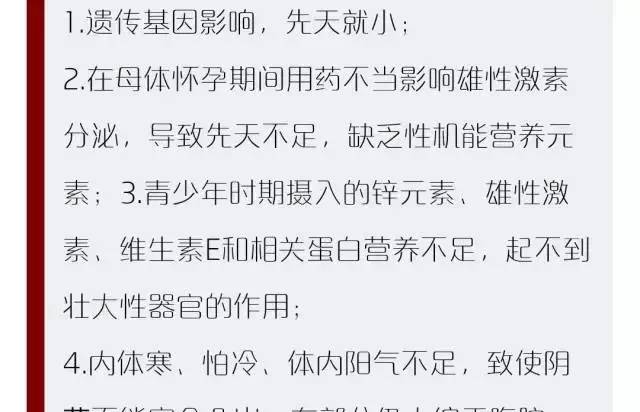 1.遗传基因影响，先天就小；
2.在母体怀孕期间用药不当影响雄性激素
分泌，导致先天不足，缺乏性机能营养元
素；3.青少年时期摄入的锌元素、雄性激
素、维生素E和相关蛋白营养不足，起不到
壮大性器官的作用；
4.内体寒、怕冷、体内阳气不足，致使阴